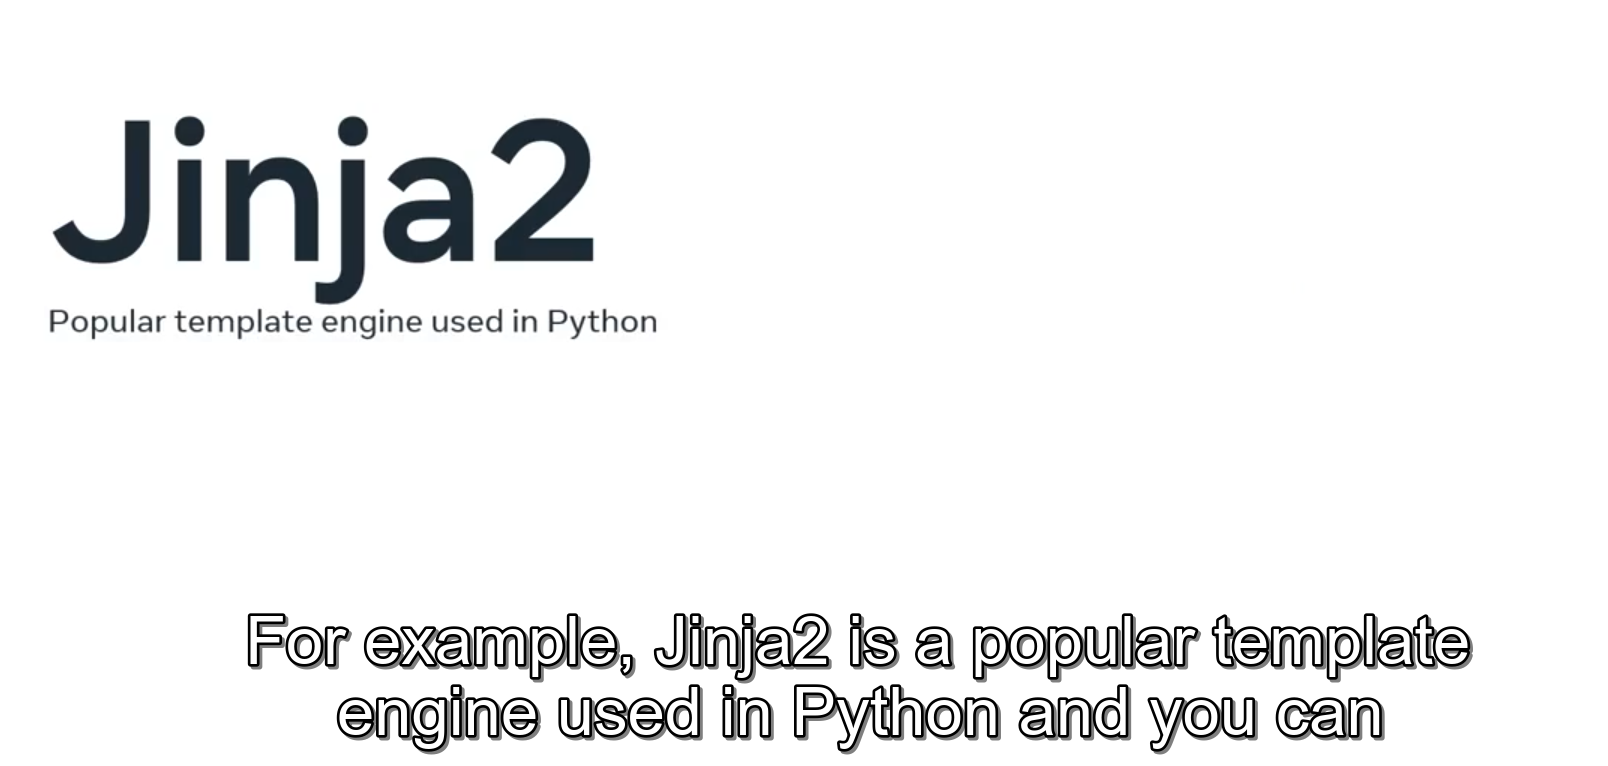 Jinja2
Popular template engine used in Python
For example, Jinja2 is a popular template
engine used in Python and you can